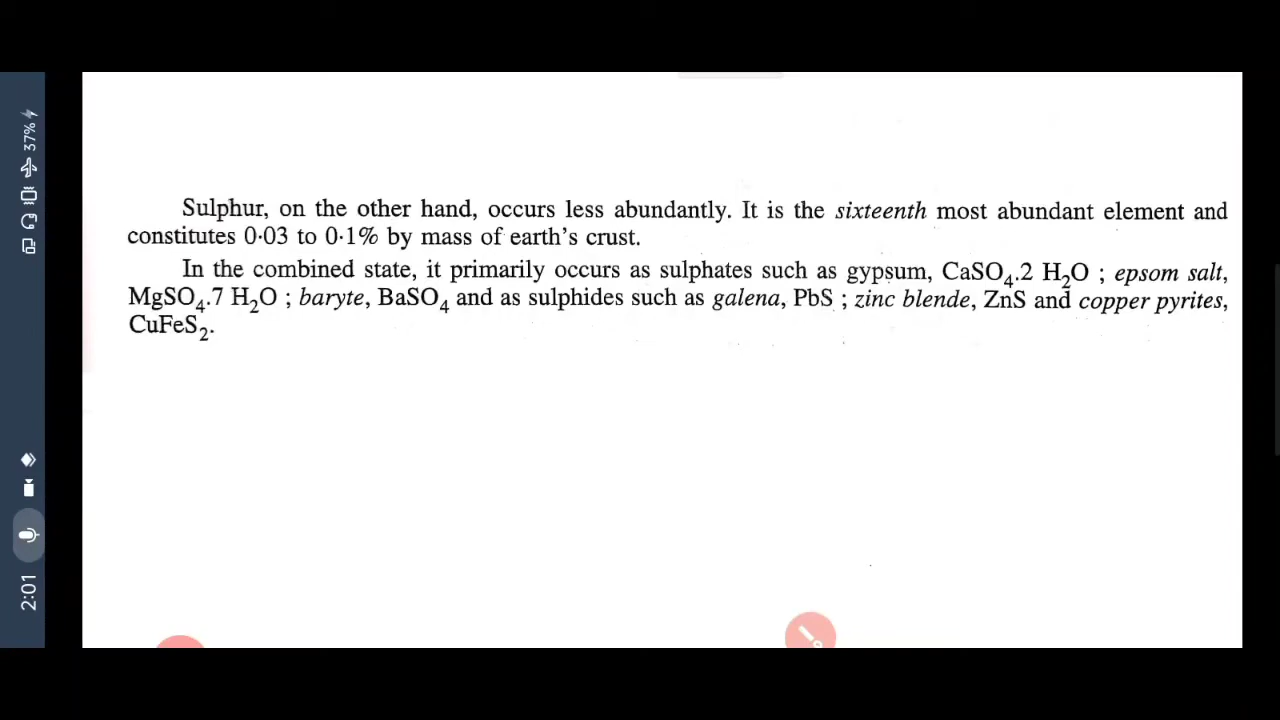 Sulphur, on the other hand, occurs less abundantly. It is the sixteenth most abundant element and
constitutes 0·03 to 0·1% by mass of earth's crust.
In the combined state, it primarily occurs as sulphates such as gypsum, CaSO₄.2 H₂O ; epsom salt,
MgSO₄.7 H₂O ; baryte, BaSO₄ and as sulphides such as galena, PbS ; zinc blende, ZnS and copper pyrites,
CuFeS₂.
37%
2:01